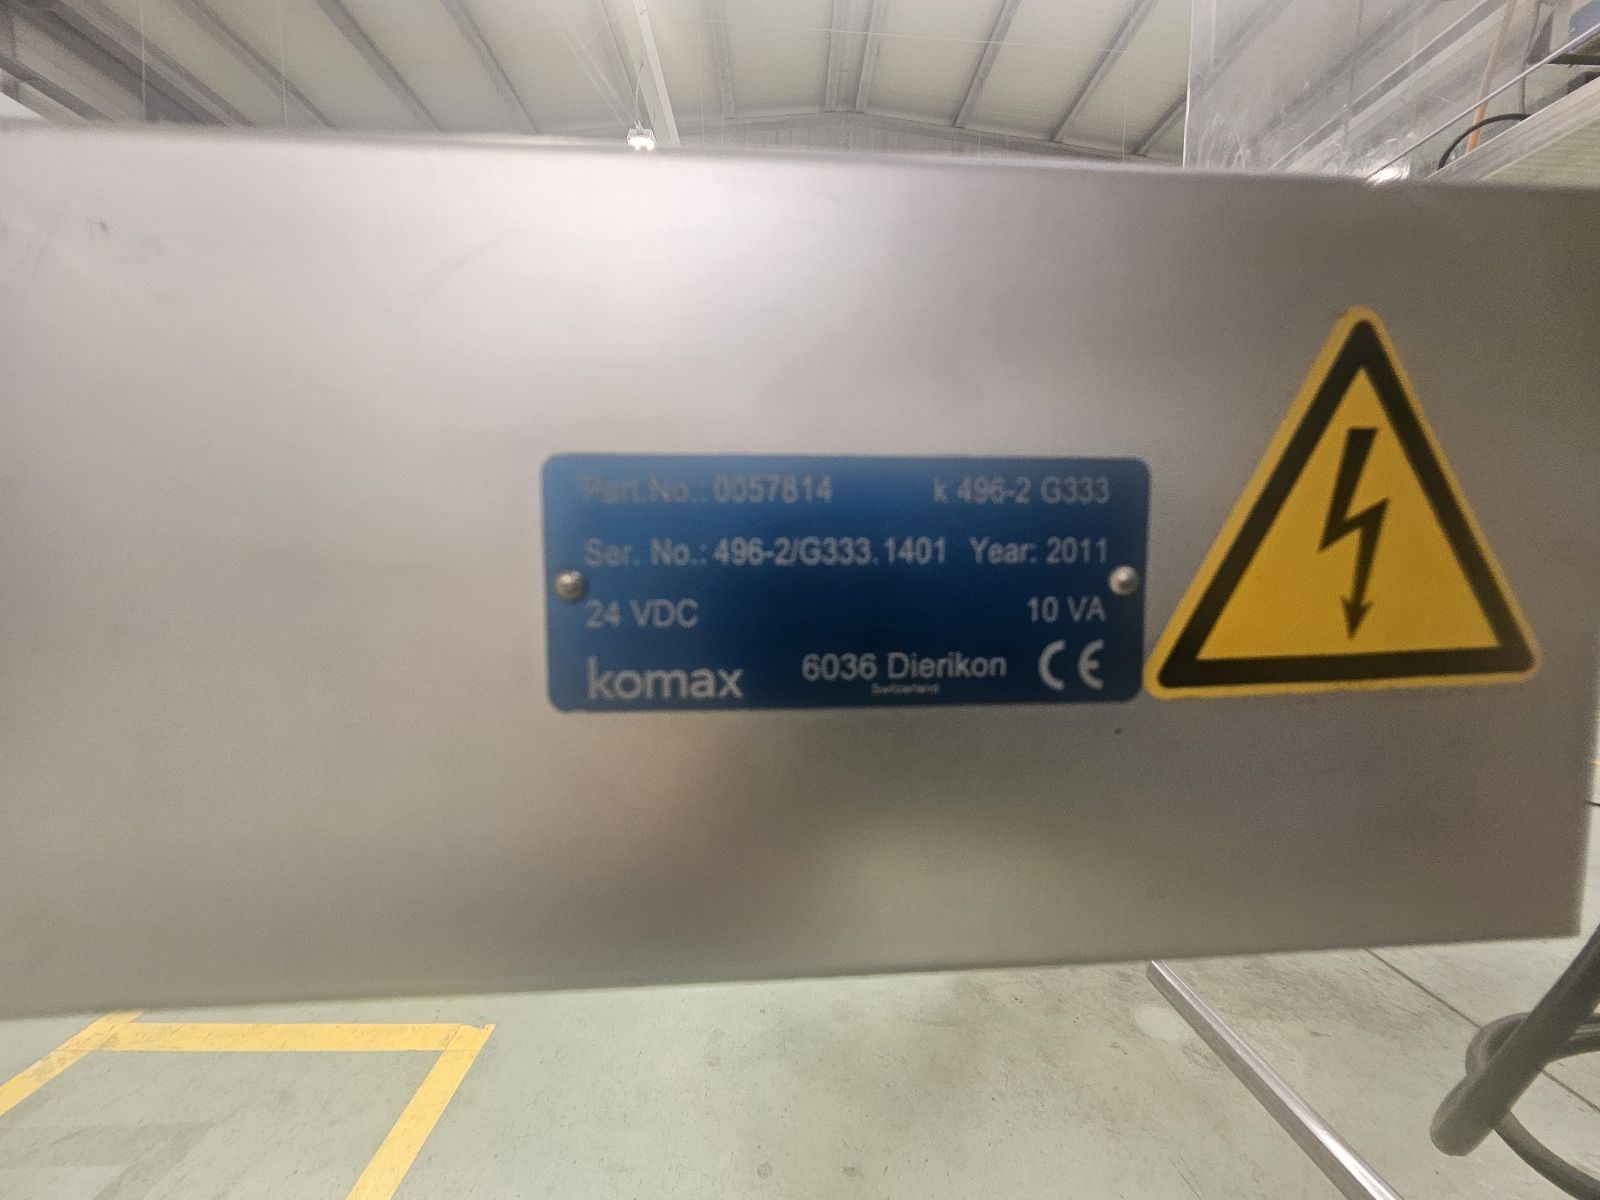 Part.No.: 0057814 k 496-2 G333
Ser. No.: 496-2/G333.1401 Year: 2011
24 VDC 10 VA
komax 6036 Dierikon CE
Switzerland